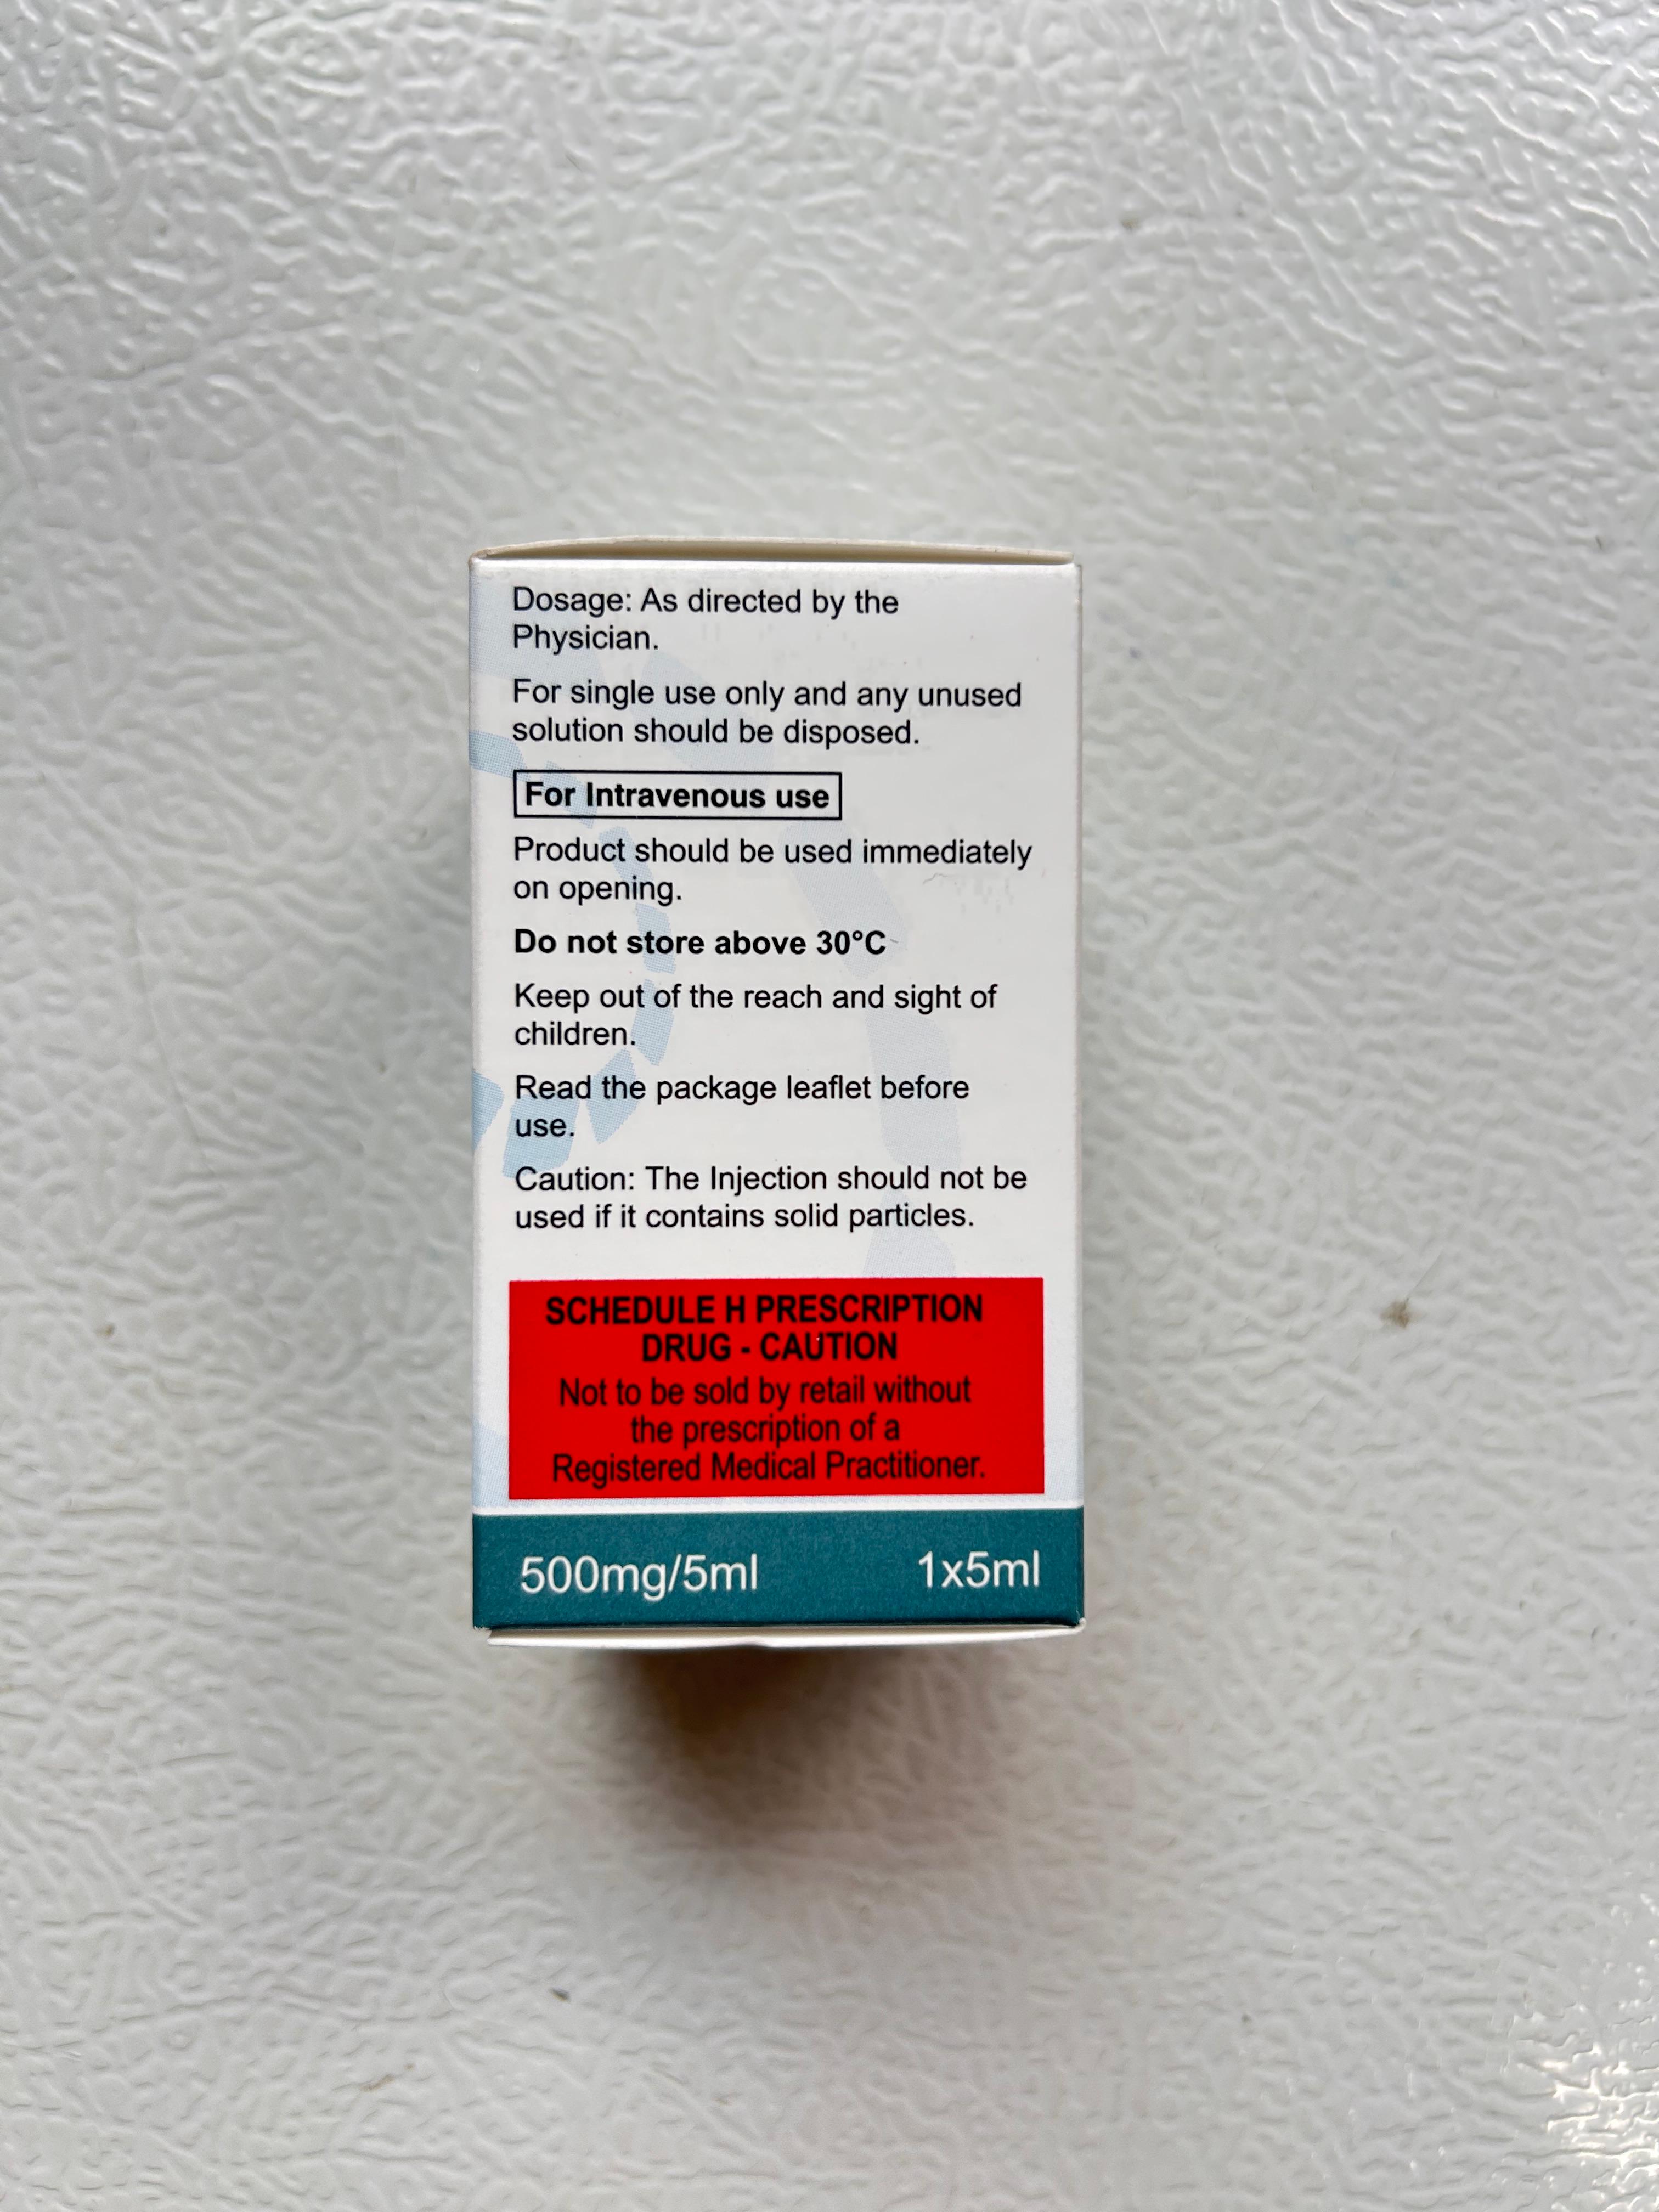 Dosage: As directed by the
Physician.
For single use only and any unused
solution should be disposed.
For Intravenous use
Product should be used immediately
on opening.
Do not store above 30°C
Keep out of the reach and sight of
children.
Read the package leaflet before
use.
Caution: The Injection should not be
used if it contains solid particles.
SCHEDULE H PRESCRIPTION
DRUG - CAUTION
Not to be sold by retail without
the prescription of a
Registered Medical Practitioner.
500mg/5ml 1x5ml